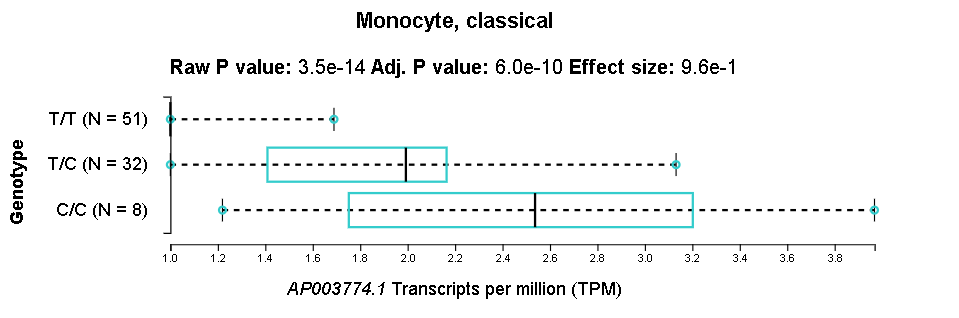 Monocyte, classical
Raw P value: 3.5e-14 Adj. P value: 6.0e-10 Effect size: 9.6e-1
Genotype
T/T (N = 51)
T/C (N = 32)
C/C (N = 8)
1.0 1.2 1.4 1.6 1.8 2.0 2.2 2.4 2.6 2.8 3.0 3.2 3.4 3.6 3.8
AP003774.1 Transcripts per million (TPM)